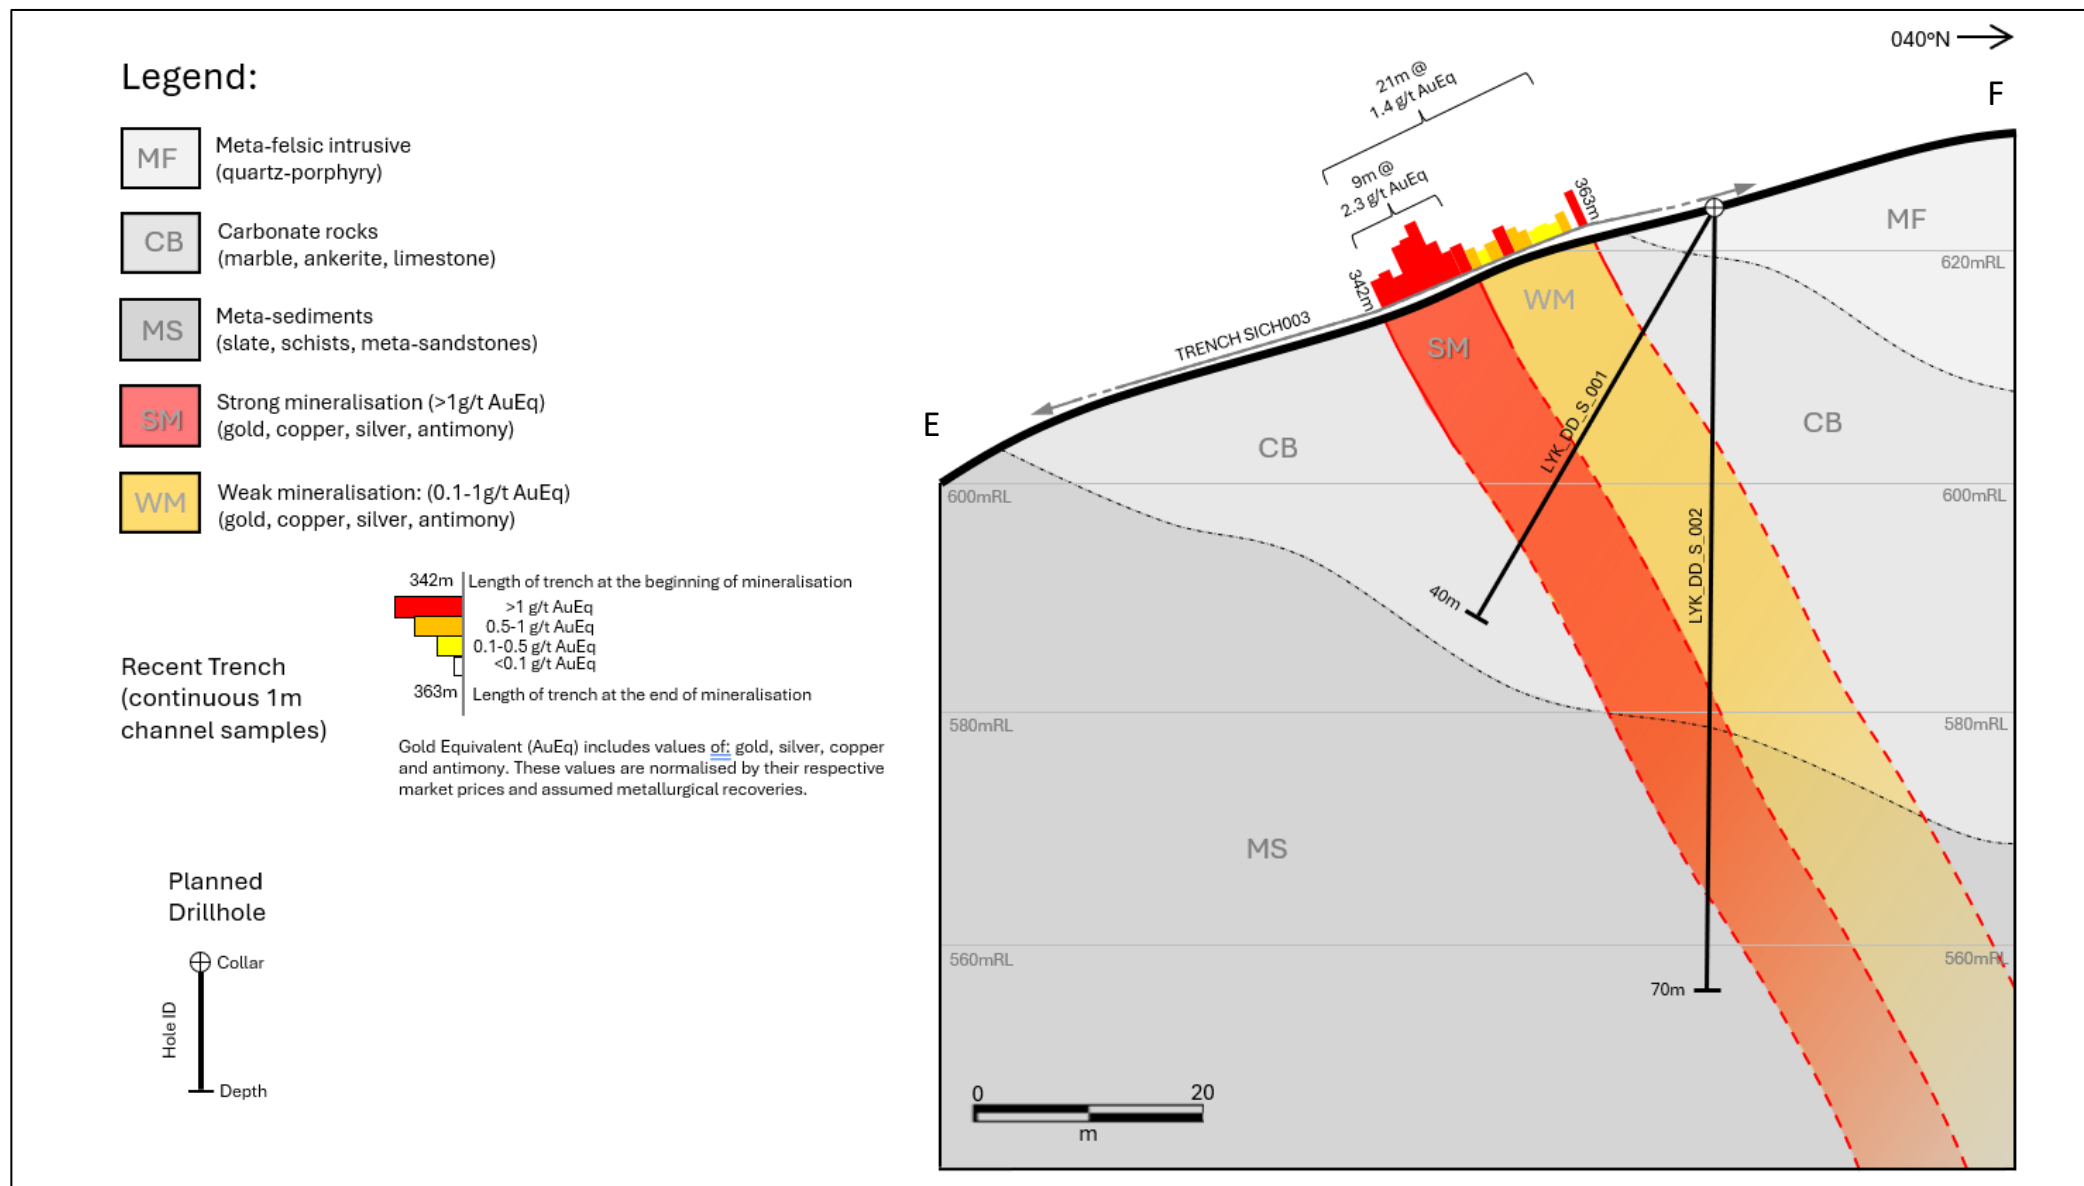 Legend:
MF
Meta-felsic intrusive
(quartz-porphyry)
CB
Carbonate rocks
(marble, ankerite, limestone)
MS
Meta-sediments
(slate, schists, meta-sandstones)
SM
Strong mineralisation (>1g/t AuEq)
(gold, copper, silver, antimony)
WM
Weak mineralisation: (0.1-1g/t AuEq)
(gold, copper, silver, antimony)
Recent Trench
(continuous 1m
channel samples)
342m
Length of trench at the beginning of mineralisation
>1 g/t AuEq
0.5-1 g/t AuEq
0.1-0.5 g/t AuEq
<0.1 g/t AuEq
363m
Length of trench at the end of mineralisation
Gold Equivalent (AuEq) includes values of: gold, silver, copper
and antimony. These values are normalised by their respective
market prices and assumed metallurgical recoveries.
Planned
Drillhole
Collar
Hole ID
Depth
040°N
F
E
21m @
1.4 g/t AuEq
9m @
2.3 g/t AuEq
342m
363m
TRENCH SICH003
MF
620mRL
WM
SM
CB
CB
LYK_DD_S_001
600mRL
600mRL
LYK_DD_S_002
40m
580mRL
580mRL
MS
560mRL
560mRL
70m
0
20
m